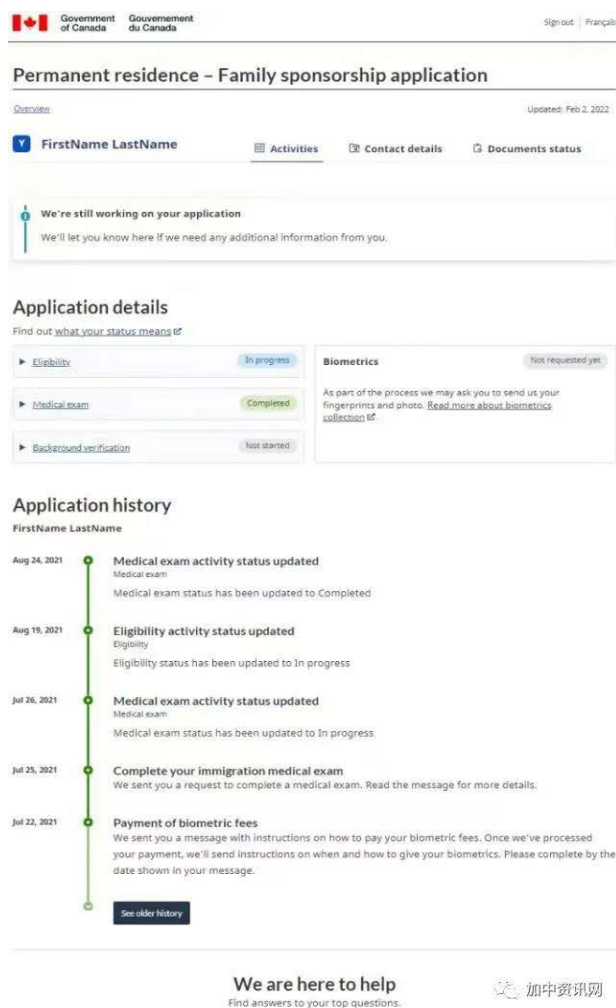 Government of Canada
Gouvernement du Canada
Sign out
Français
Permanent residence – Family sponsorship application
Overview
Updated: Feb 2, 2022
Y
FirstName LastName
Activities
Contact details
Documents status
We're still working on your application
We'll let you know here if we need any additional information from you.
Application details
Find out what your status means
Eligibility
In progress
Medical exam
Completed
Background verification
Not started
Biometrics
Not requested yet
As part of the process we may ask you to send us your
fingerprints and photo. Read more about biometrics
collection
Application history
FirstName LastName
Aug 24, 2021
Medical exam activity status updated
Medical exam
Medical exam status has been updated to Completed
Aug 19, 2021
Eligibility activity status updated
Eligibility
Eligibility status has been updated to In progress
Jul 26, 2021
Medical exam activity status updated
Medical exam
Medical exam status has been updated to In progress
Jul 25, 2021
Complete your immigration medical exam
We sent you a request to complete a medical exam. Read the message for more details.
Jul 22, 2021
Payment of biometric fees
We sent you a message with instructions on how to pay your biometric fees. Once we've processed
your payment, we'll send instructions on when and how to give your biometrics. Please complete by the
date shown in your message.
See older history
We are here to help
Find answers to your top questions.
加中资讯网